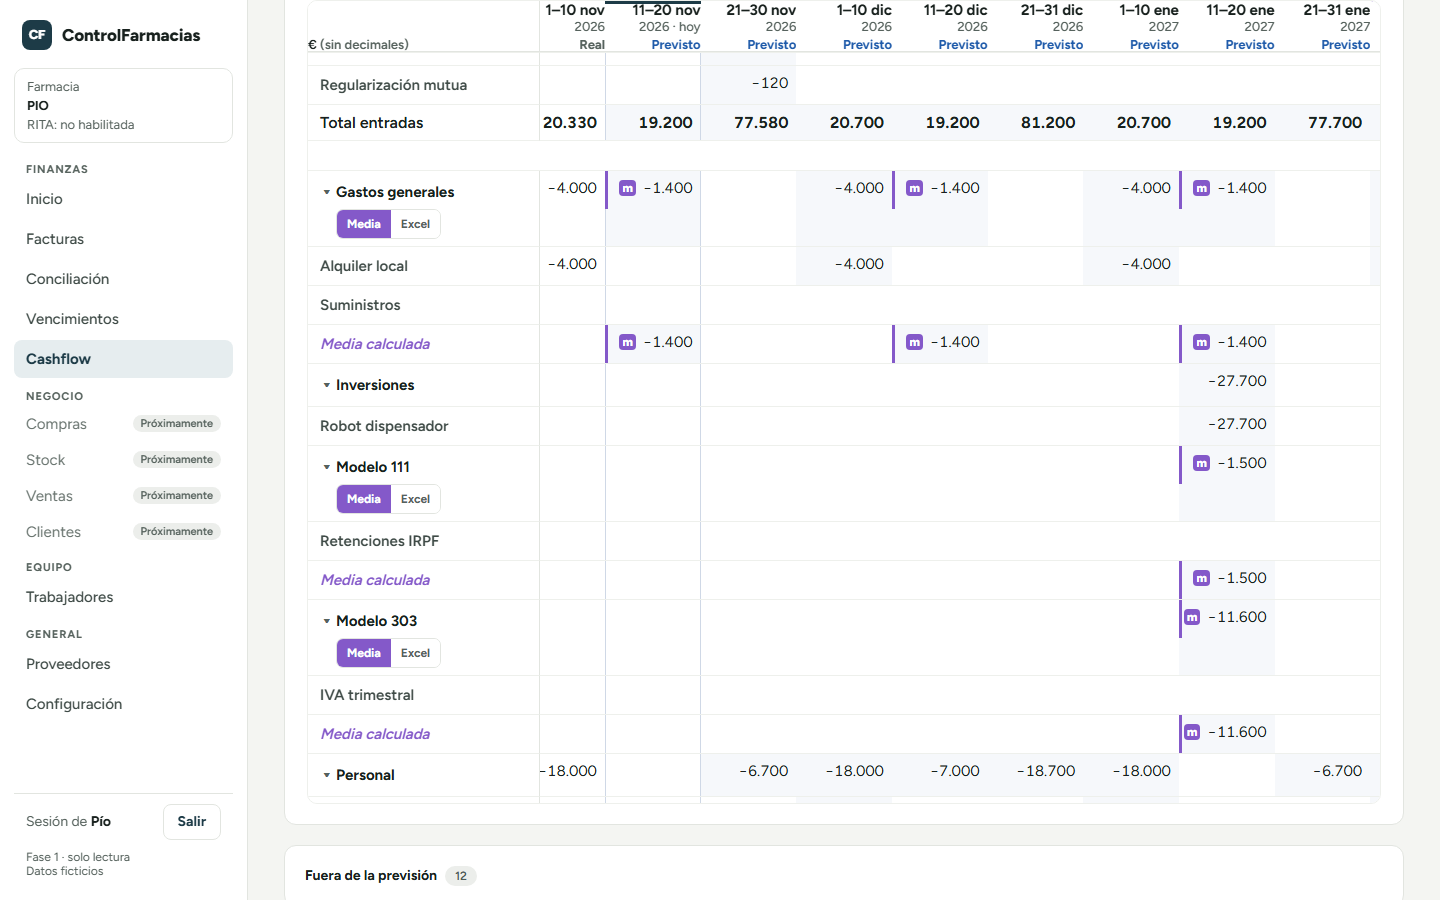 CF ControlFarmacias
Farmacia
PIO
RITA: no habilitada
FINANZAS
Inicio
Facturas
Conciliación
Vencimientos
Cashflow
NEGOCIO
Compras Próximamente
Stock Próximamente
Ventas Próximamente
Clientes Próximamente
EQUIPO
Trabajadores
GENERAL
Proveedores
Configuración
Sesión de Pío Salir
Fase 1 · solo lectura
Datos ficticios
1–10 nov 11–20 nov 21–30 nov 1–10 dic 11–20 dic 21–31 dic 1–10 ene 11–20 ene 21–31 ene
2026 2026 · hoy 2026 2026 2026 2026 2027 2027 2027
€ (sin decimales) Real Previsto Previsto Previsto Previsto Previsto Previsto Previsto Previsto
Regularización mutua −120
Total entradas 20.330 19.200 77.580 20.700 19.200 81.200 20.700 19.200 77.700
Gastos generales −4.000 m −1.400 −4.000 m −1.400 −4.000 m −1.400
Media Excel
Alquiler local −4.000 −4.000 −4.000
Suministros
Media calculada m −1.400 m −1.400 m −1.400
Inversiones −27.700
Robot dispensador −27.700
Modelo 111 m −1.500
Media Excel
Retenciones IRPF
Media calculada m −1.500
Modelo 303 m −11.600
Media Excel
IVA trimestral
Media calculada m −11.600
Personal −18.000 −6.700 −18.000 −7.000 −18.700 −18.000 −6.700
Fuera de la previsión 12